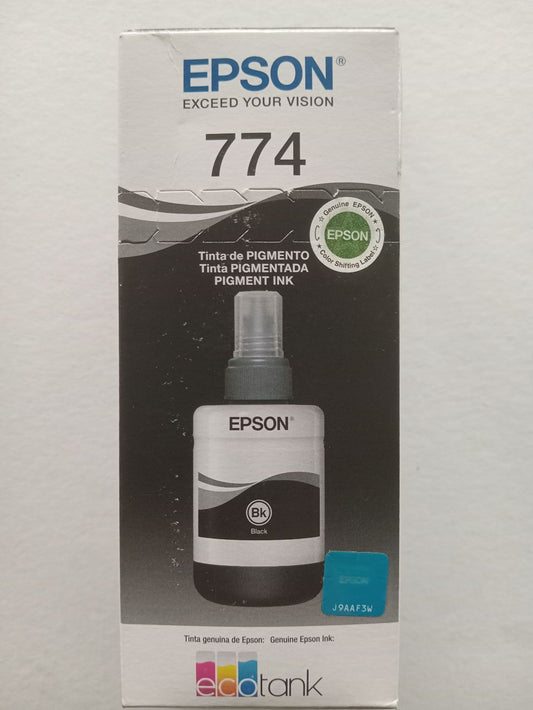 EPSON®
EXCEED YOUR VISION
774
★ Genuine EPSON ★
EPSON
Color Shifting Label
Tinta de PIGMENTO
Tinta PIGMENTADA
PIGMENT INK
EPSON®
Bk
Black
EPSON
J9AAF3W
Tinta genuina de Epson: Genuine Epson Ink:
ecotank